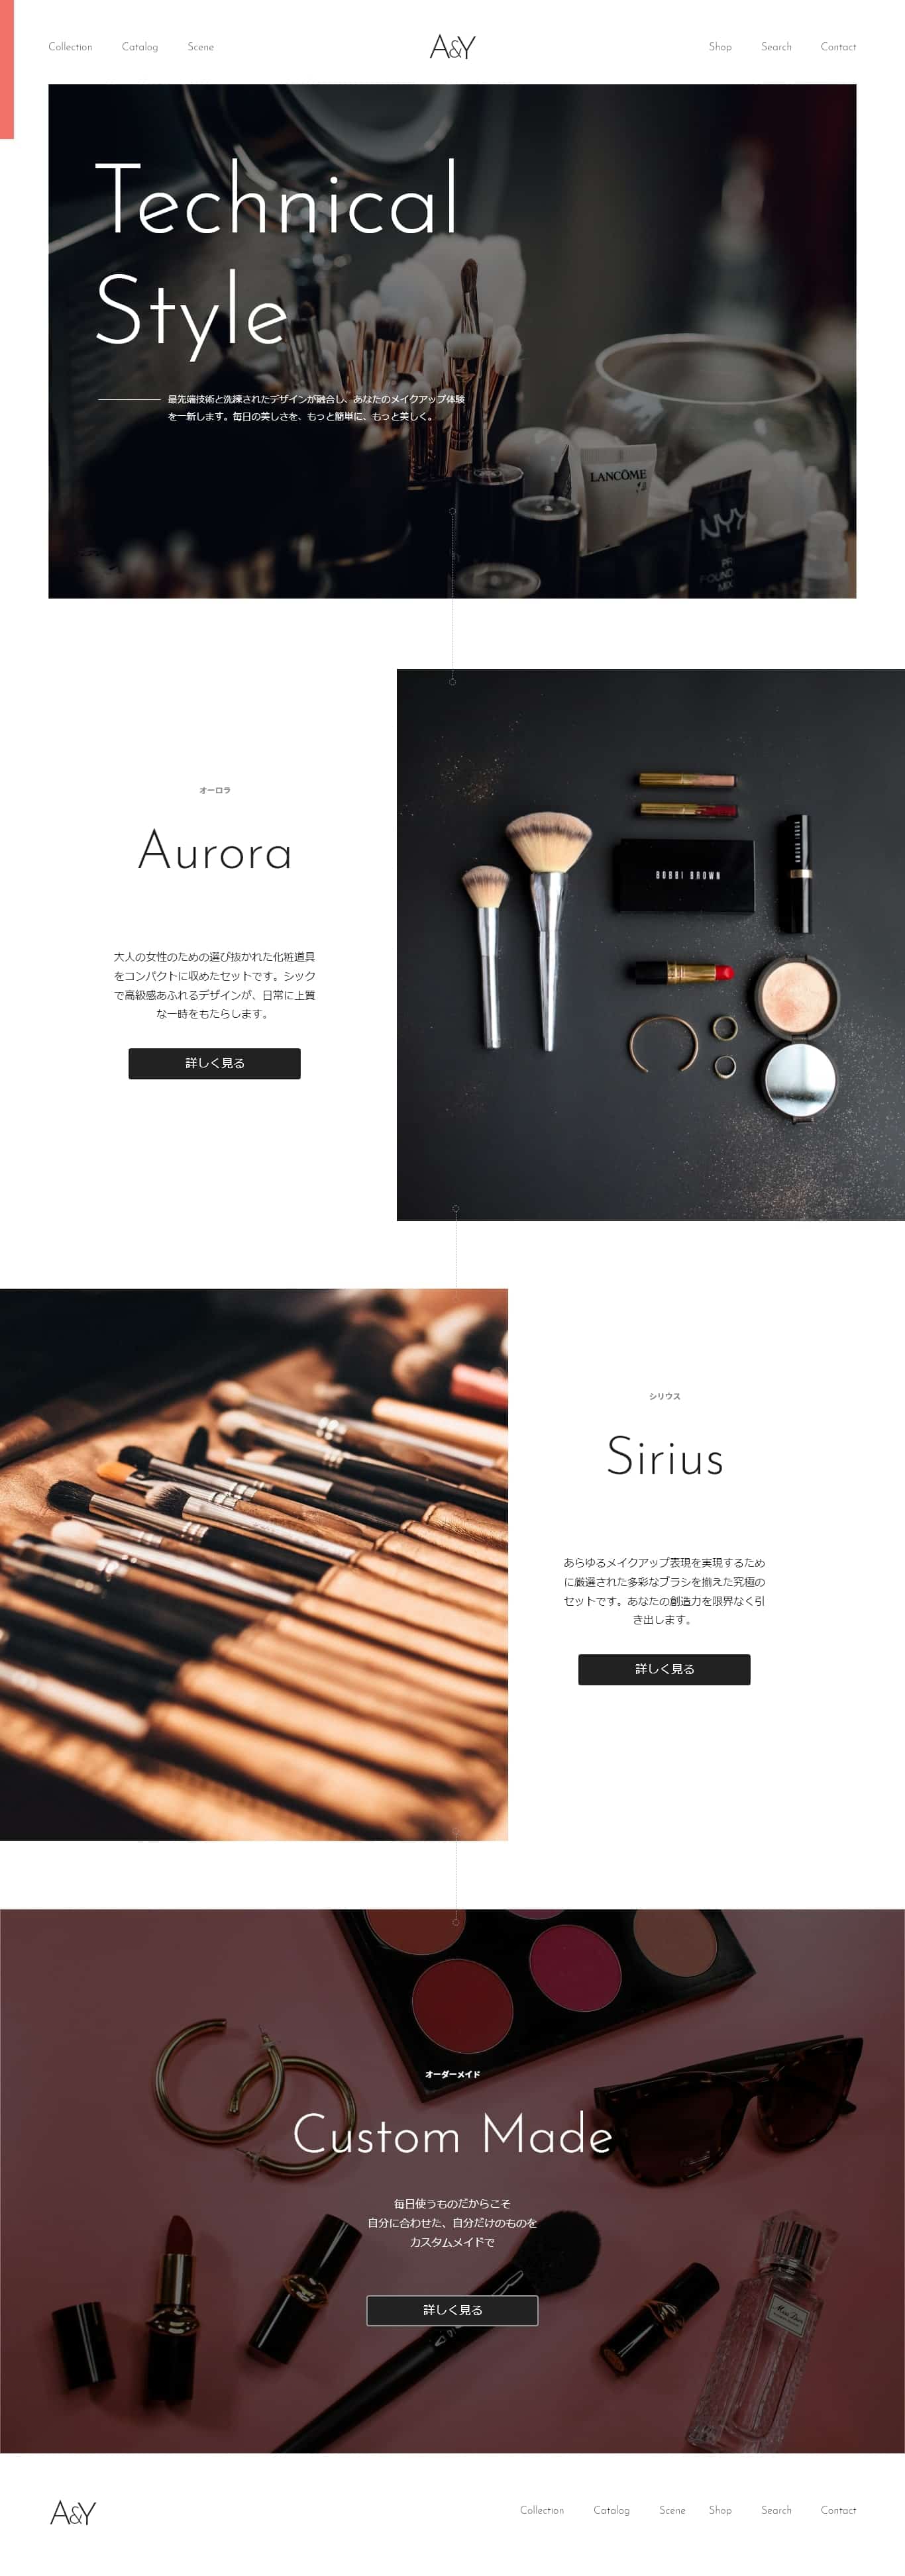 Collection Catalog Scene A&Y Shop Search Contact
Technical
Style
最先端技術と洗練されたデザインが融合し、あなたのメイクアップ体験
を一新します。毎日の美しさを、もっと簡単に、もっと美しく。
LANCÔME
NYX
オーロラ
Aurora
大人の女性のための選び抜かれた化粧道具
をコンパクトに収めたセットです。シック
で高級感あふれるデザインが、日常に上質
な一時をもたらします。
詳しく見る
BOBBI BROWN
BOBBI BROWN
シリウス
Sirius
あらゆるメイクアップ表現を実現するため
に厳選された多彩なブラシを揃えた究極の
セットです。あなたの創造力を限界なく引
き出します。
詳しく見る
オーダーメイド
Custom Made
毎日使うものだからこそ
自分に合わせた、自分だけのものを
カスタムメイドで
詳しく見る
Miss Dior
A&Y Collection Catalog Scene Shop Search Contact